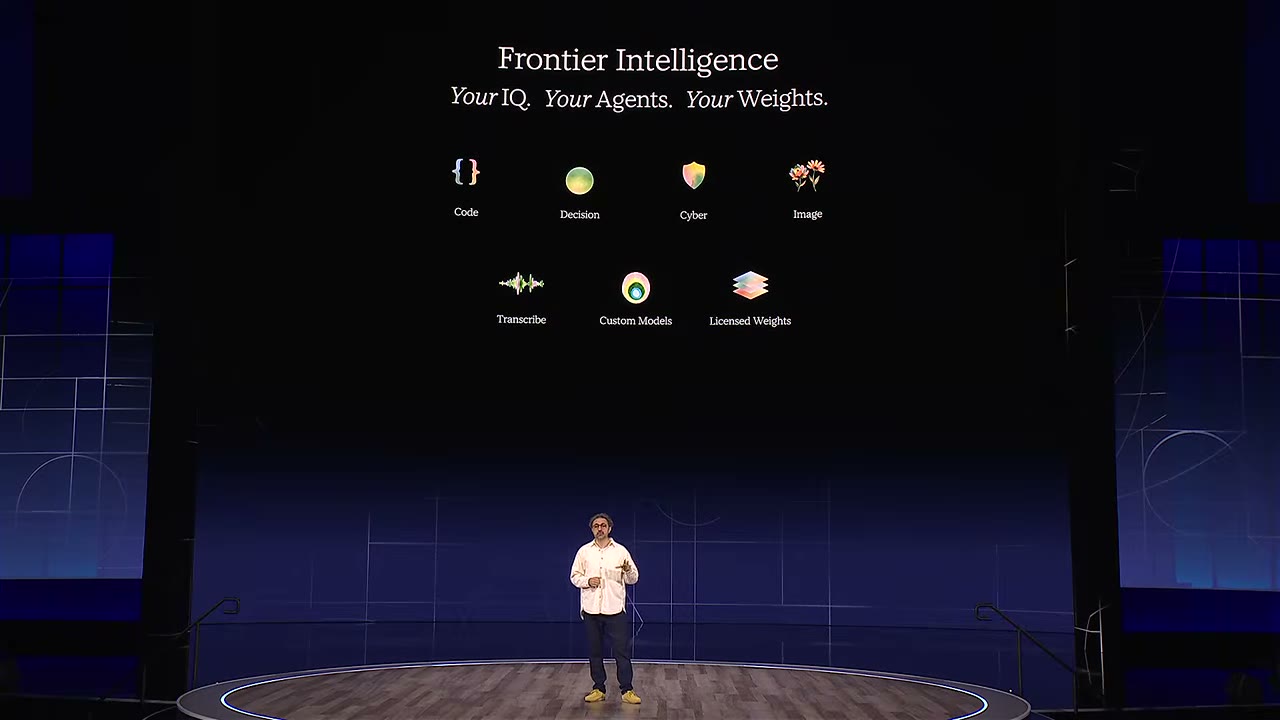 Frontier Intelligence
Your IQ. Your Agents. Your Weights.
Code Decision Cyber Image
Transcribe Custom Models Licensed Weights